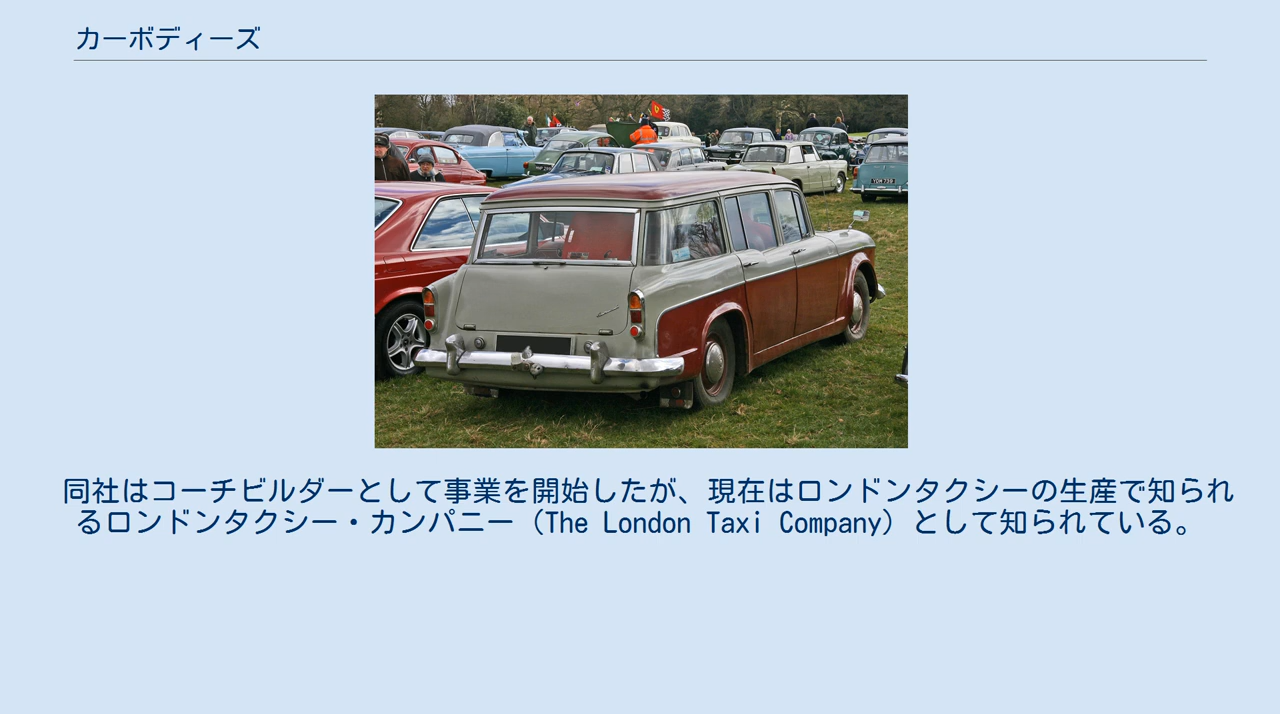 カーボディーズ
同社はコーチビルダーとして事業を開始したが、現在はロンドンタクシーの生産で知られ
るロンドンタクシー・カンパニー（The London Taxi Company）として知られている。